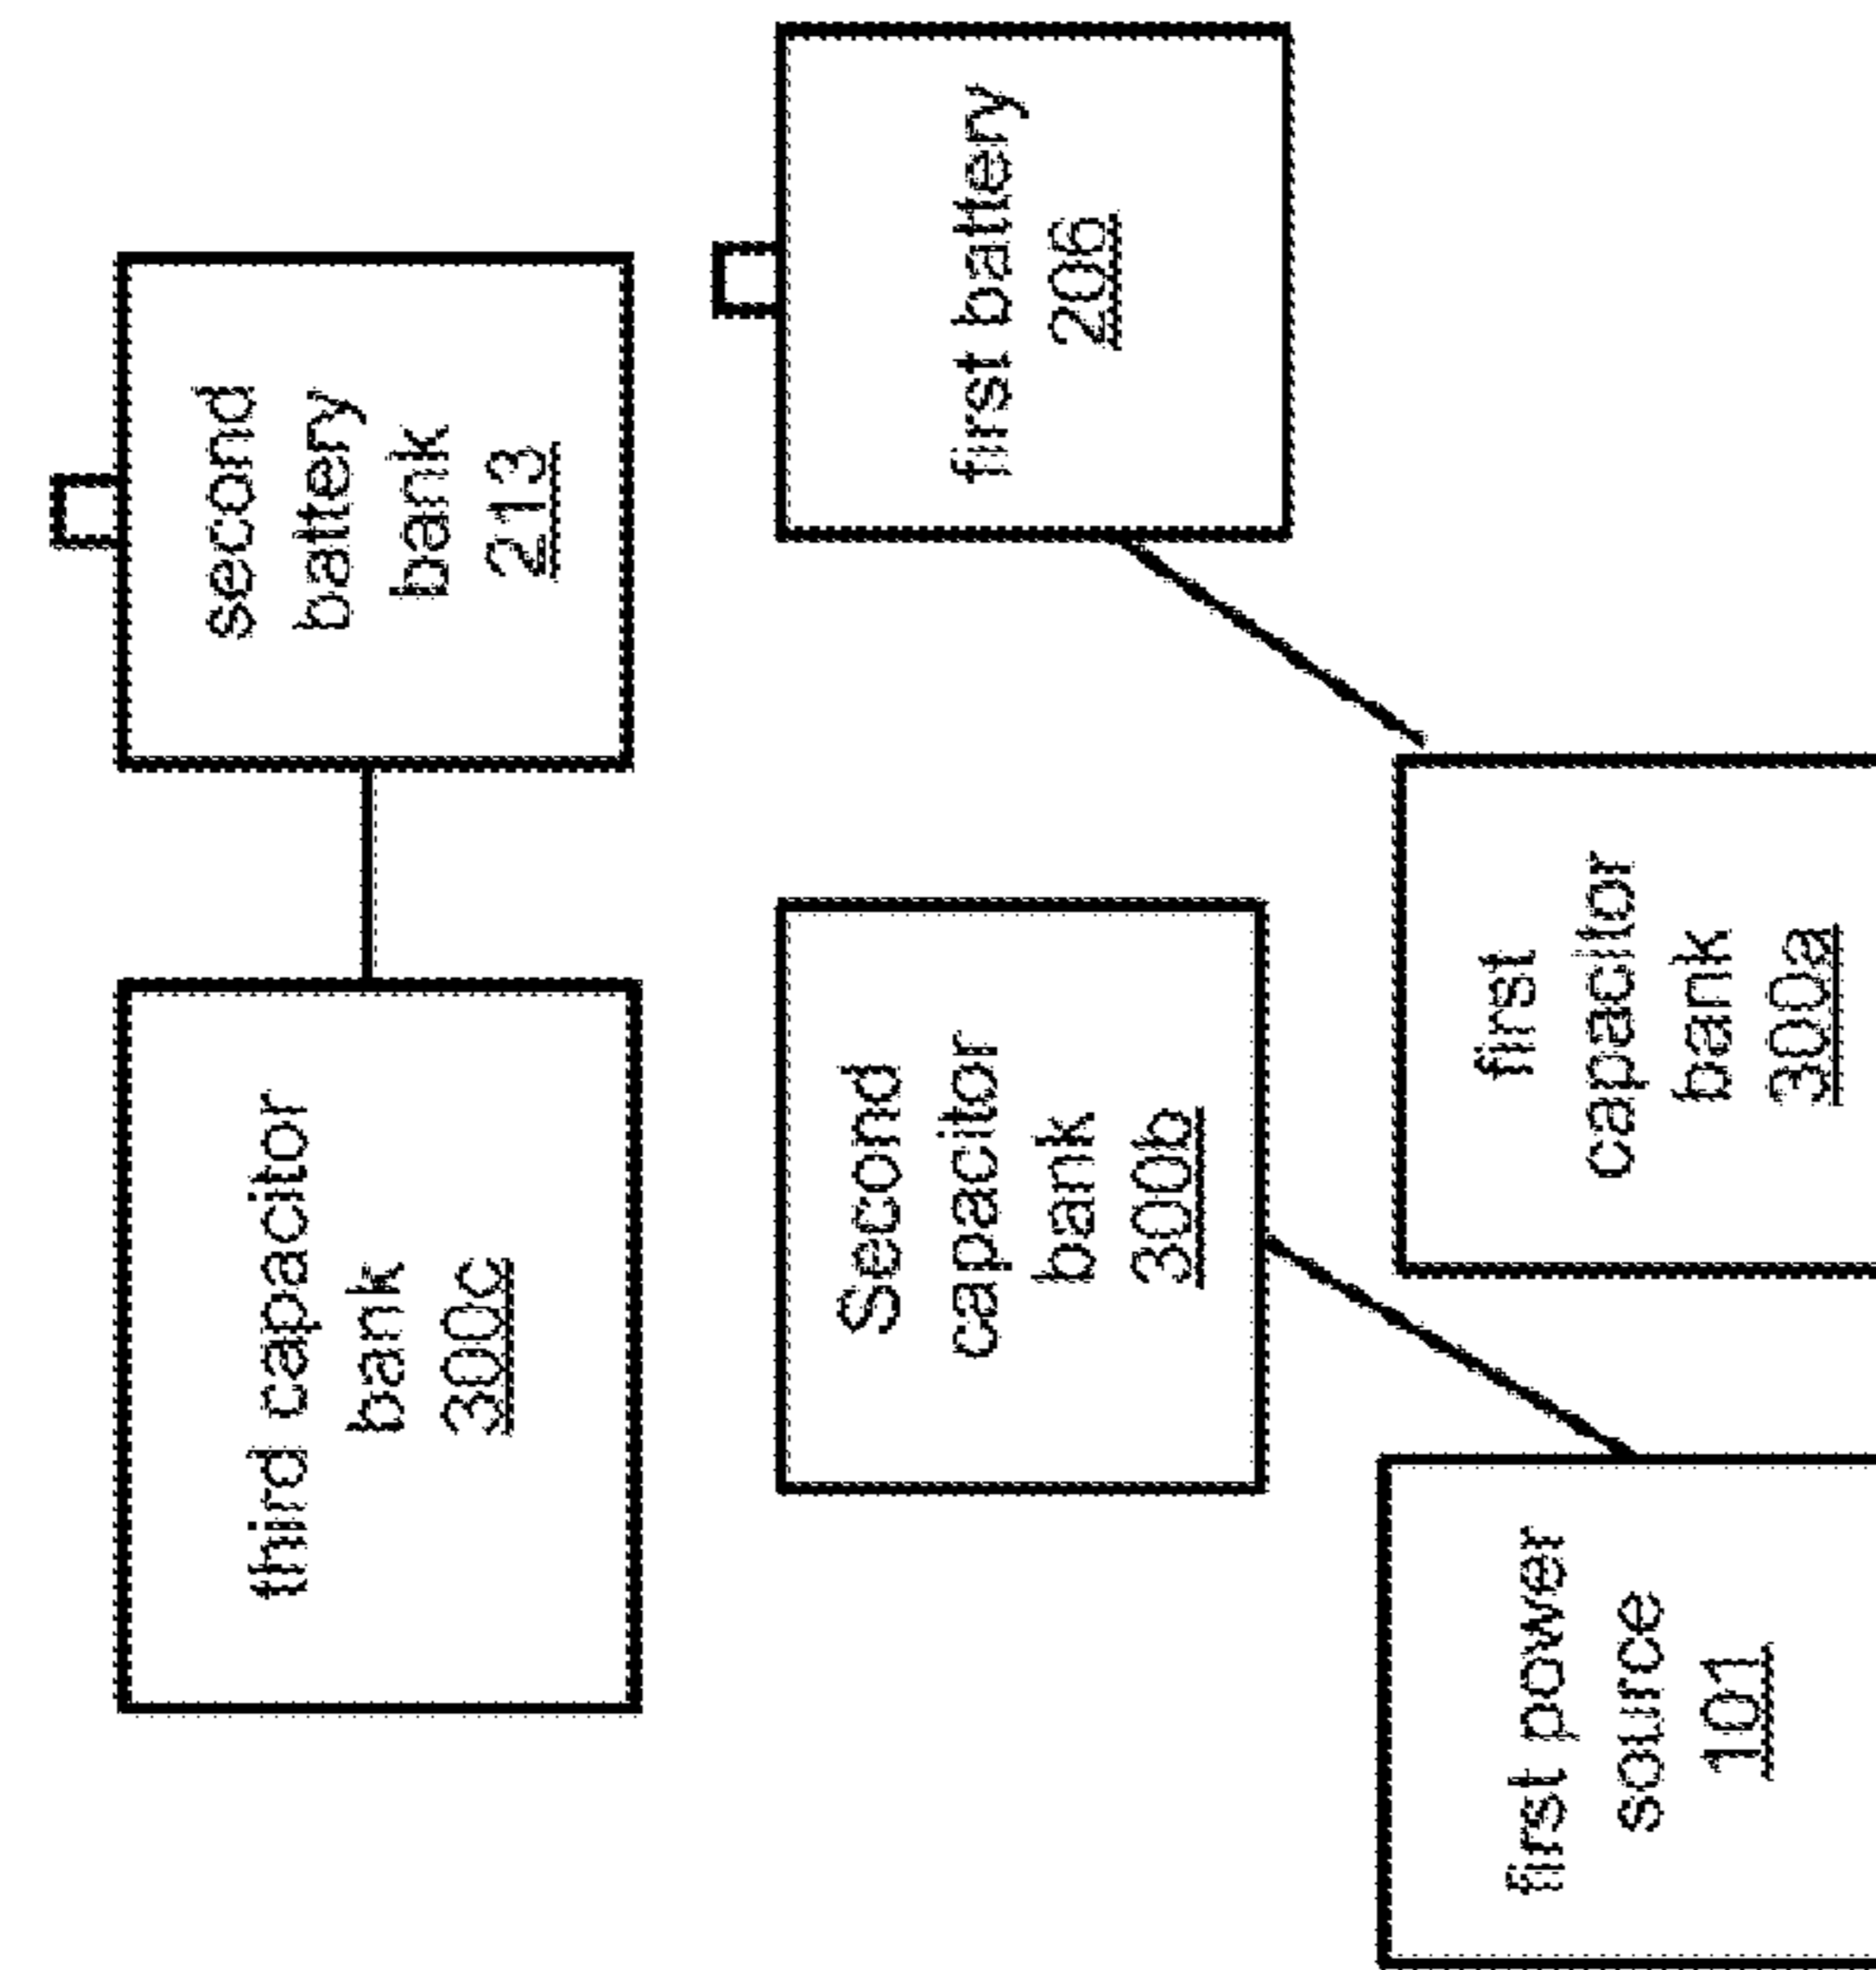 third capacitor
bank
300c
second
battery
bank
213
Second
capacitor
bank
300b
first battery
206
first power
source
101
first
capacitor
bank
300a